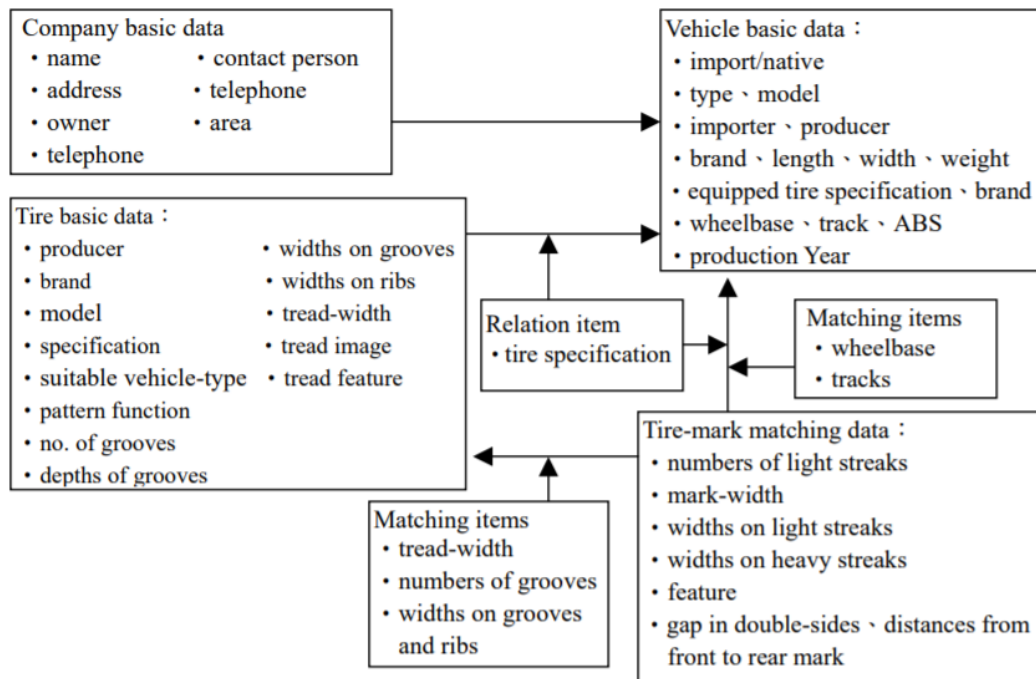 Company basic data
・name
・address
・owner
・telephone
・contact person
・telephone
・area
Vehicle basic data：
・import/native
・type、model
・importer、producer
・brand、length、width、weight
・equipped tire specification、brand
・wheelbase、track、ABS
・production Year
Tire basic data：
・producer
・brand
・model
・specification
・suitable vehicle-type
・pattern function
・no. of grooves
・depths of grooves
・widths on grooves
・widths on ribs
・tread-width
・tread image
・tread feature
Relation item
・tire specification
Matching items
・wheelbase
・tracks
Matching items
・tread-width
・numbers of grooves
・widths on grooves
and ribs
Tire-mark matching data：
・numbers of light streaks
・mark-width
・widths on light streaks
・widths on heavy streaks
・feature
・gap in double-sides、distances from
front to rear mark